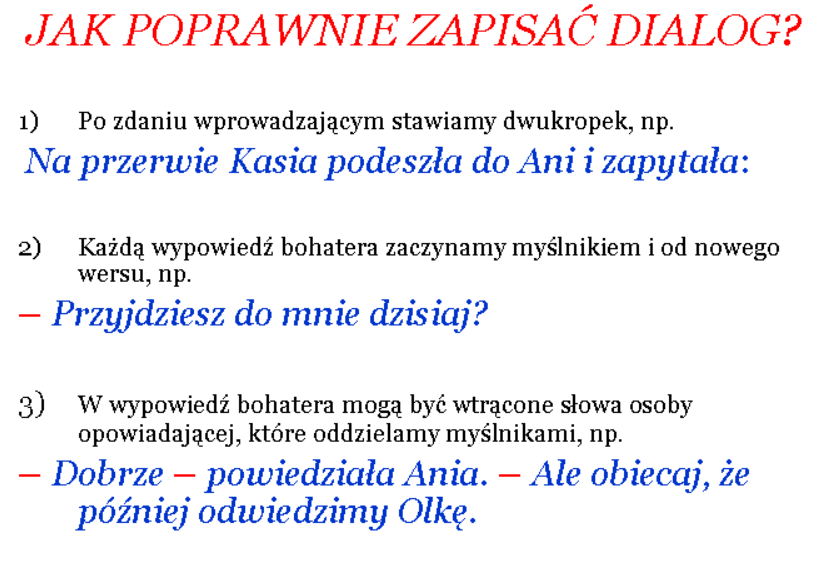 JAK POPRAWNIE ZAPISAĆ DIALOG?
1) Po zdaniu wprowadzającym stawiamy dwukropek, np.
Na przerwie Kasia podeszła do Ani i zapytała:
2) Każdą wypowiedź bohatera zaczynamy myślnikiem i od nowego
wersu, np.
– Przyjdziesz do mnie dzisiaj?
3) W wypowiedź bohatera mogą być wtrącone słowa osoby
opowiadającej, które oddzielamy myślnikami, np.
– Dobrze – powiedziała Ania. – Ale obiecaj, że
później odwiedzimy Olkę.